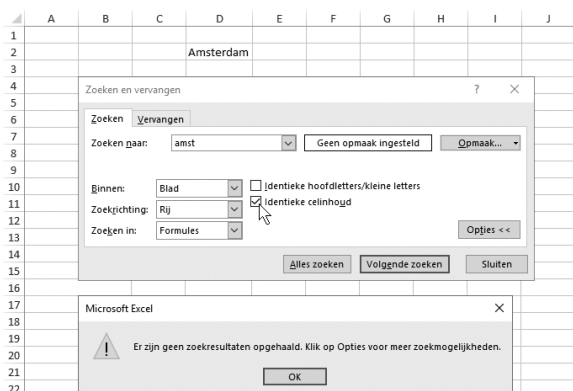 A B C D E F G H I J
1
2 Amsterdam
3
4 Zoeken en vervangen ? ×
5
6 Zoeken Vervangen
7 Zoeken naar: amst Geen opmaak ingesteld Opmaak...
8
9
10 Binnen: Blad Identieke hoofdletters/kleine letters
11 Zoekrichting: Rij Identieke celinhoud
12
13 Zoeken in: Formules Opties <<
14
15 Alles zoeken Volgende zoeken Sluiten
16
17 Microsoft Excel ×
18
19 Er zijn geen zoekresultaten opgehaald. Klik op Opties voor meer zoekmogelijkheden.
20
21 OK
22